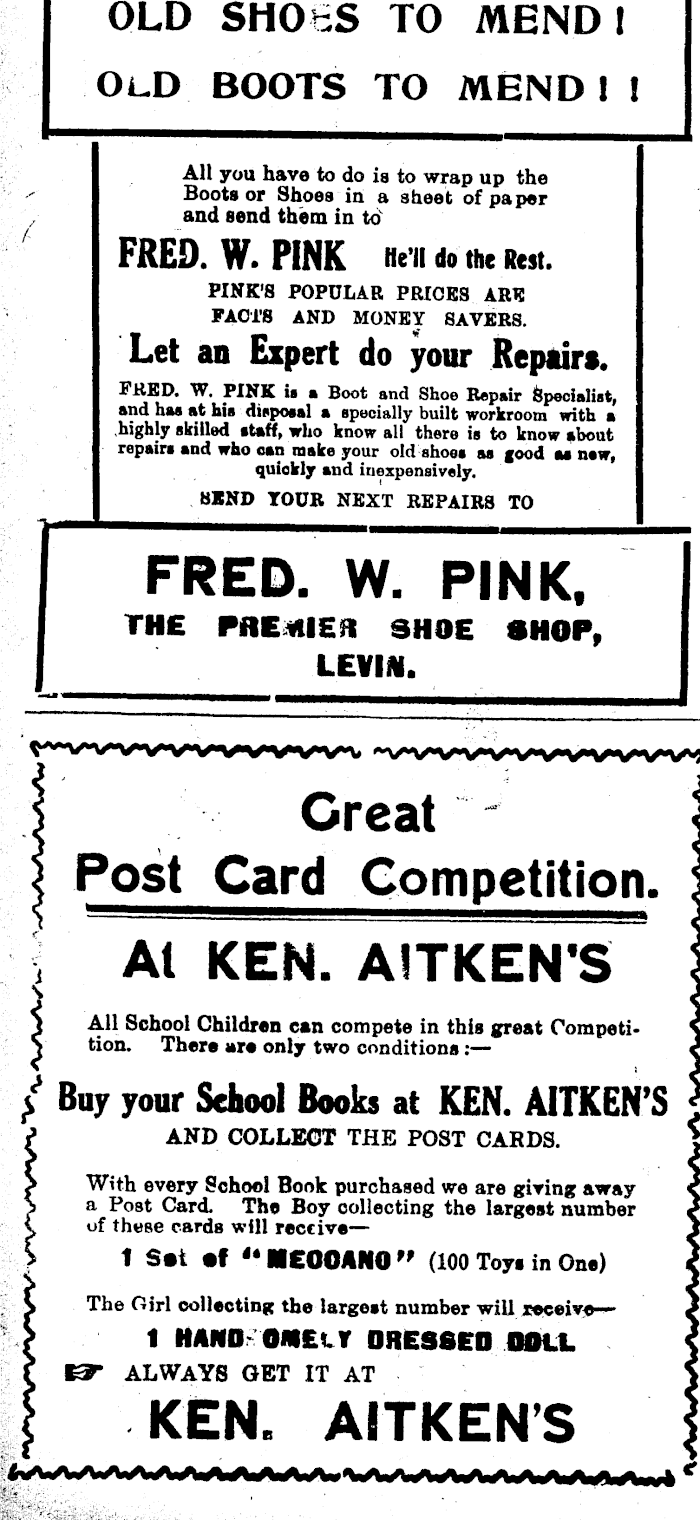 OLD SHOES TO MEND!
OLD BOOTS TO MEND!!
All you have to do is to wrap up the
Boots or Shoes in a sheet of paper
and send them in to
FRED. W. PINK He'll do the Rest.
PINK'S POPULAR PRICES ARE
FACTS AND MONEY SAVERS.
Let an Expert do your Repairs.
FRED. W. PINK is a Boot and Shoe Repair Specialist,
and has at his disposal a specially built workroom with a
highly skilled staff, who know all there is to know about
repairs and who can make your old shoes as good as new,
quickly and inexpensively.
SEND YOUR NEXT REPAIRS TO
FRED. W. PINK,
THE PREMIER SHOE SHOP,
LEVIN.
Great
Post Card Competition.
At KEN. AITKEN'S
All School Children can compete in this great Competi-
tion. There are only two conditions:—
Buy your School Books at KEN. AITKEN'S
AND COLLECT THE POST CARDS.
With every School Book purchased we are giving away
a Post Card. The Boy collecting the largest number
of these cards will receive—
1 Set of "MECCANO" (100 Toys in One)
The Girl collecting the largest number will receive—
1 HANDSOMELY DRESSED DOLL
☞ ALWAYS GET IT AT
KEN. AITKEN'S